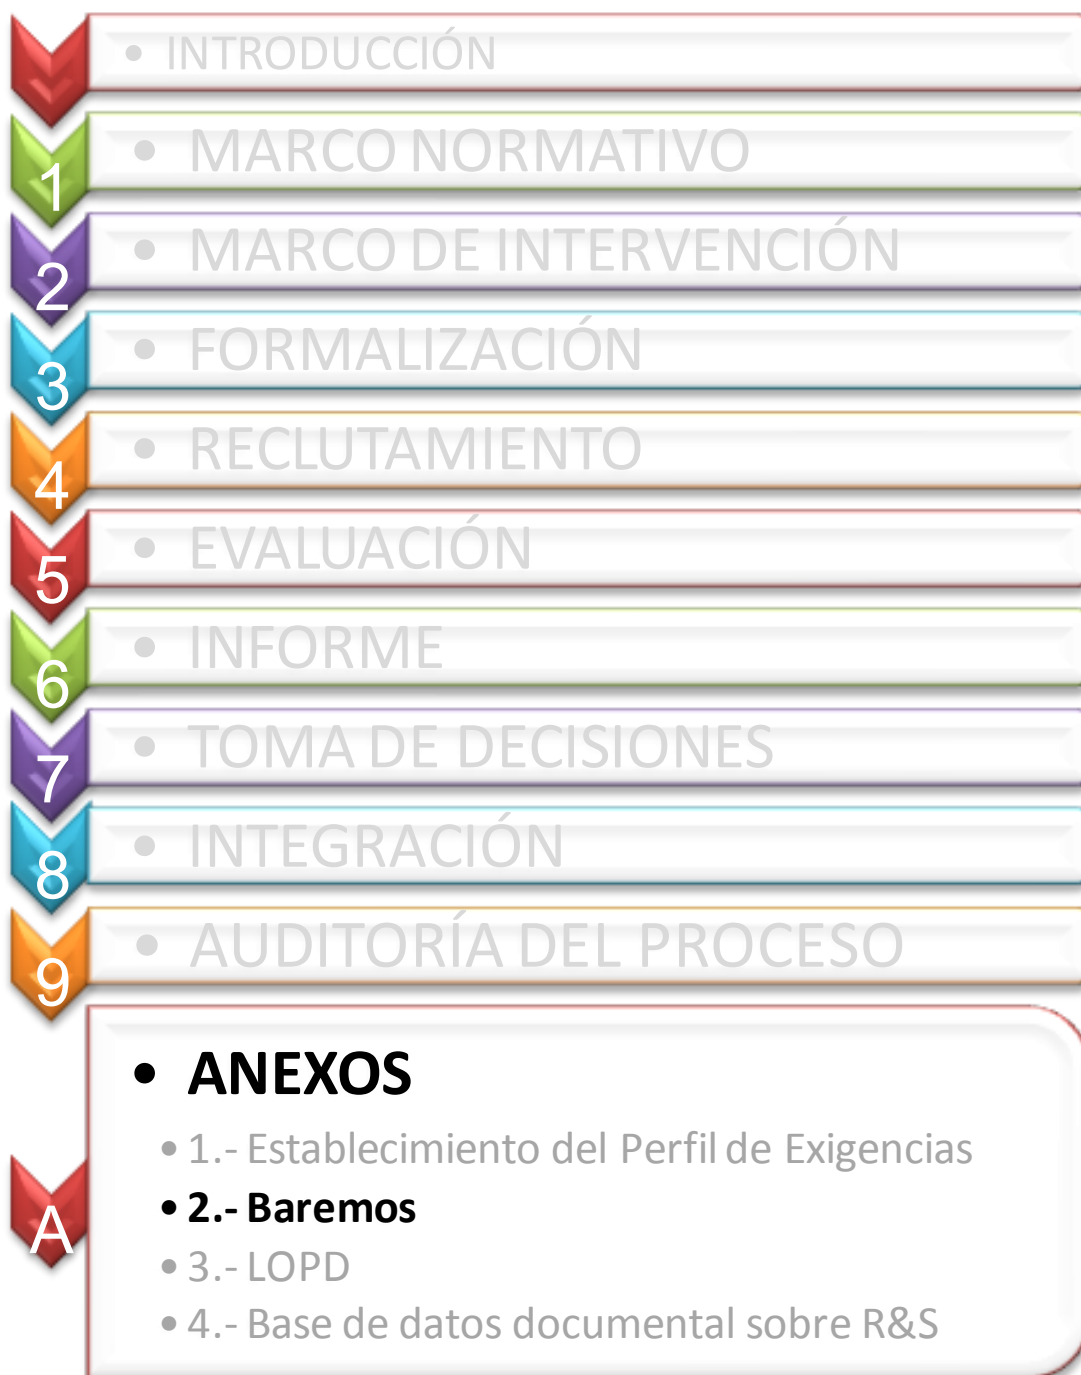 • INTRODUCCIÓN
1 • MARCO NORMATIVO
2 • MARCO DE INTERVENCIÓN
3 • FORMALIZACIÓN
4 • RECLUTAMIENTO
5 • EVALUACIÓN
6 • INFORME
7 • TOMA DE DECISIONES
8 • INTEGRACIÓN
9 • AUDITORÍA DEL PROCESO
• ANEXOS
• 1.- Establecimiento del Perfil de Exigencias
A • 2.- Baremos
• 3.- LOPD
• 4.- Base de datos documental sobre R&S